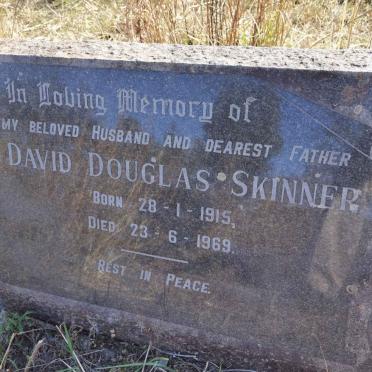 In Loving Memory of
MY BELOVED HUSBAND AND DEAREST FATHER
DAVID DOUGLAS SKINNER
BORN 28-1-1915.
DIED 23-6-1969.
REST IN PEACE.